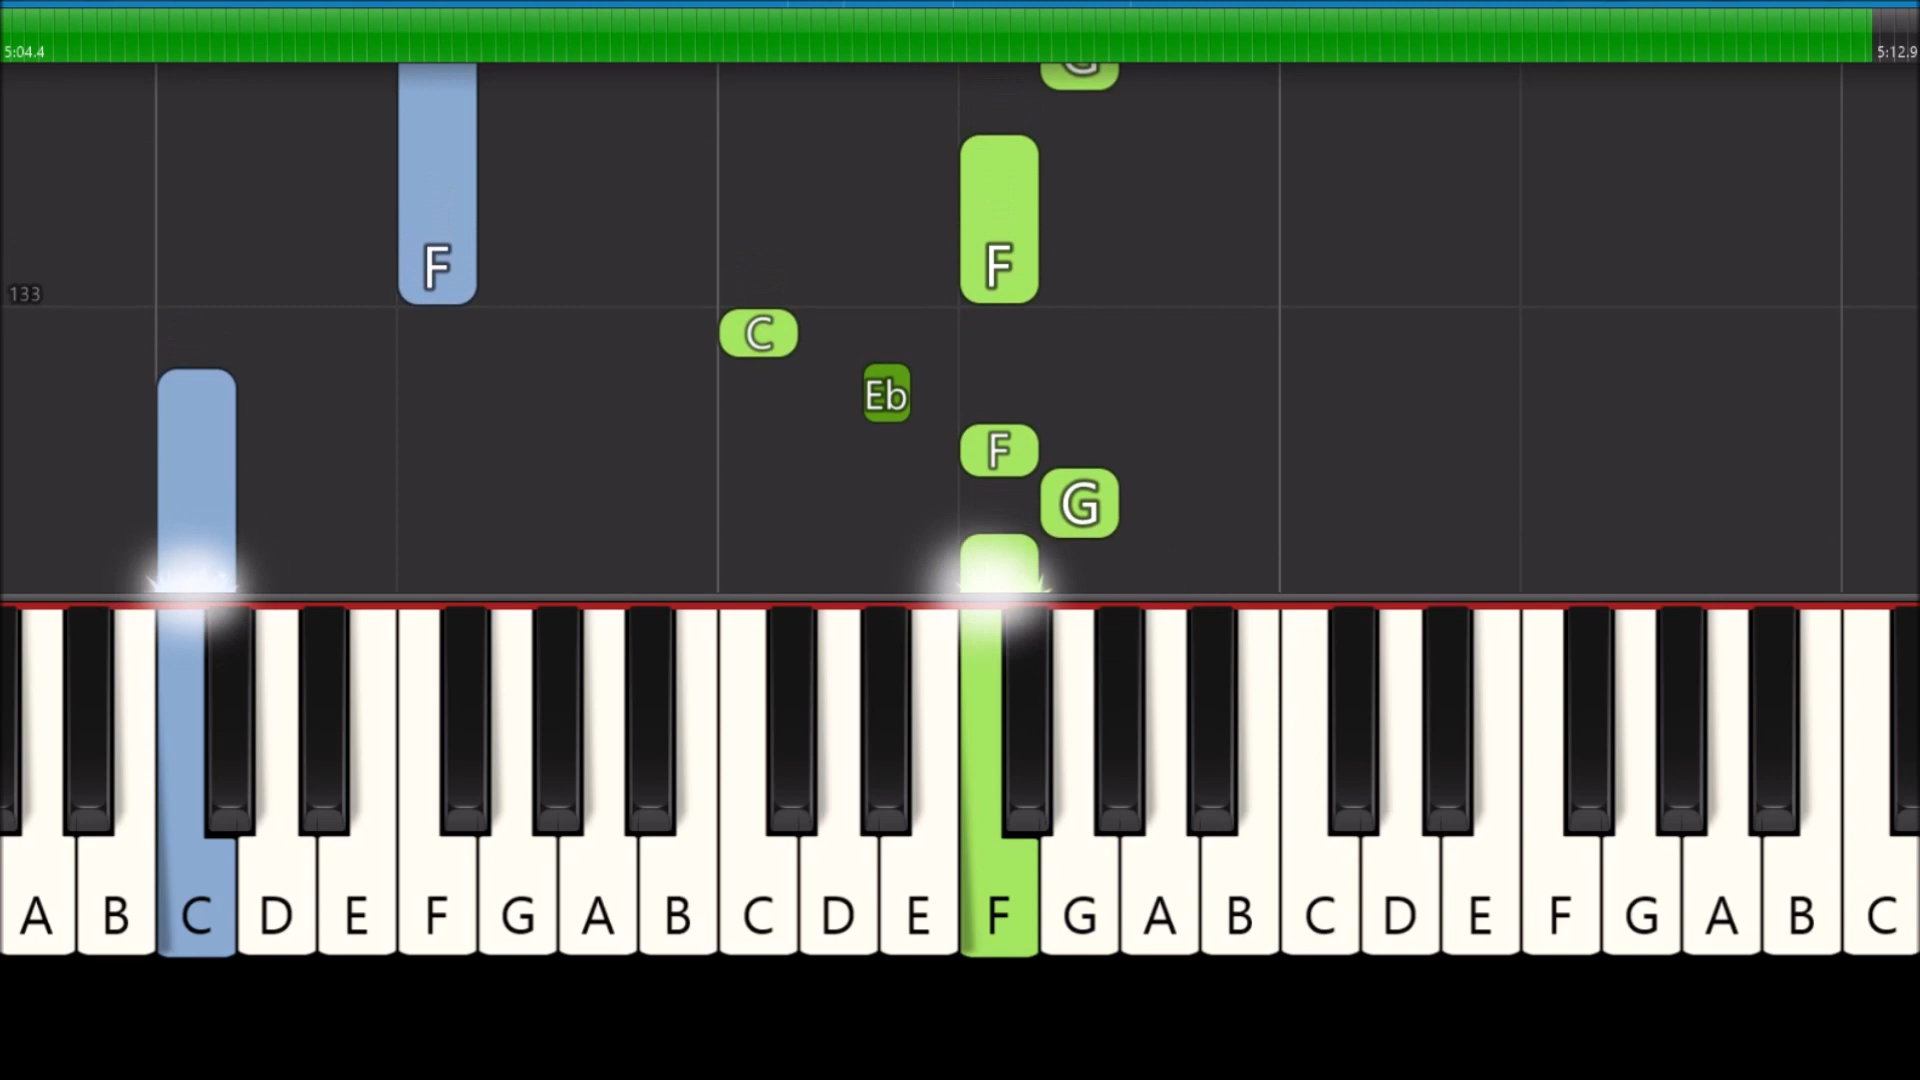 5:04.4
5:12.9
G
F
F
133
C
Eb
F
G
A B C D E F G A B C D E F G A B C D E F G A B C